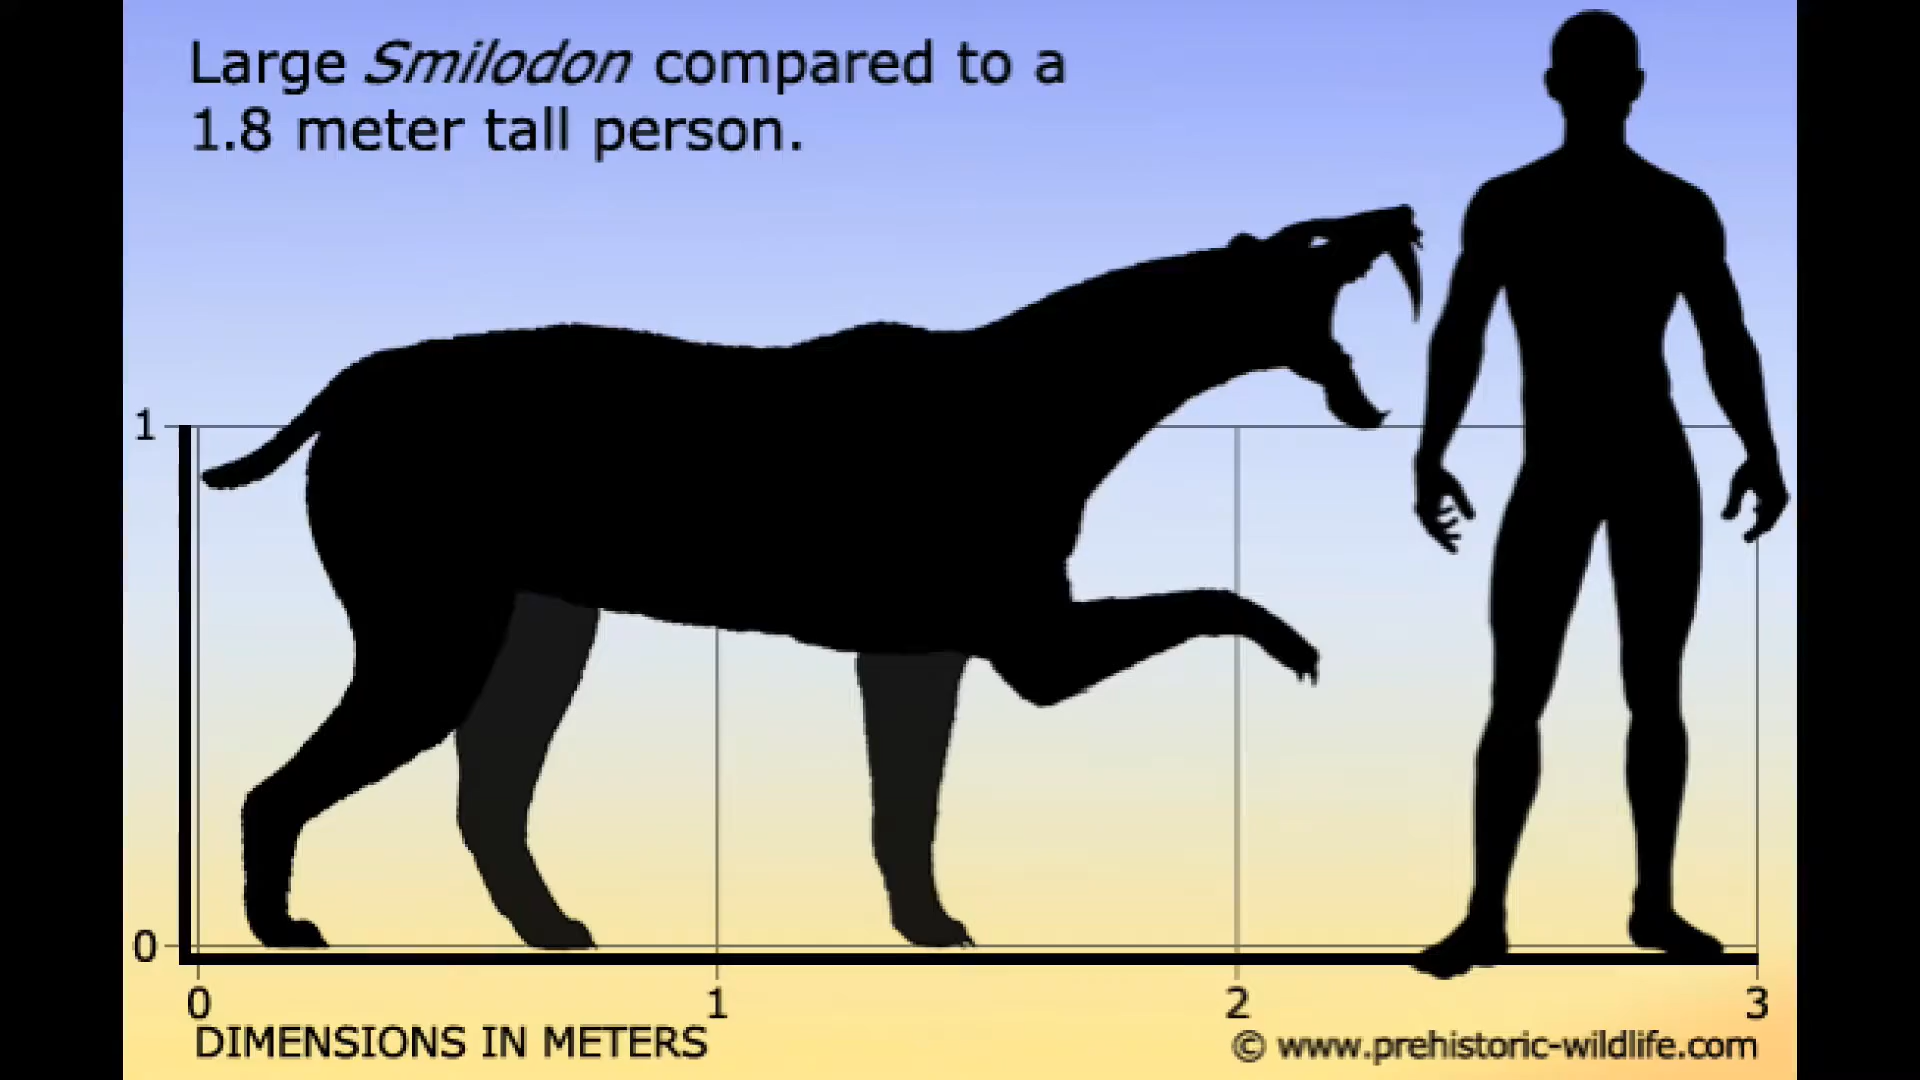 Large Smilodon compared to a
1.8 meter tall person.
1
0
0 1 2 3
DIMENSIONS IN METERS
© www.prehistoric-wildlife.com